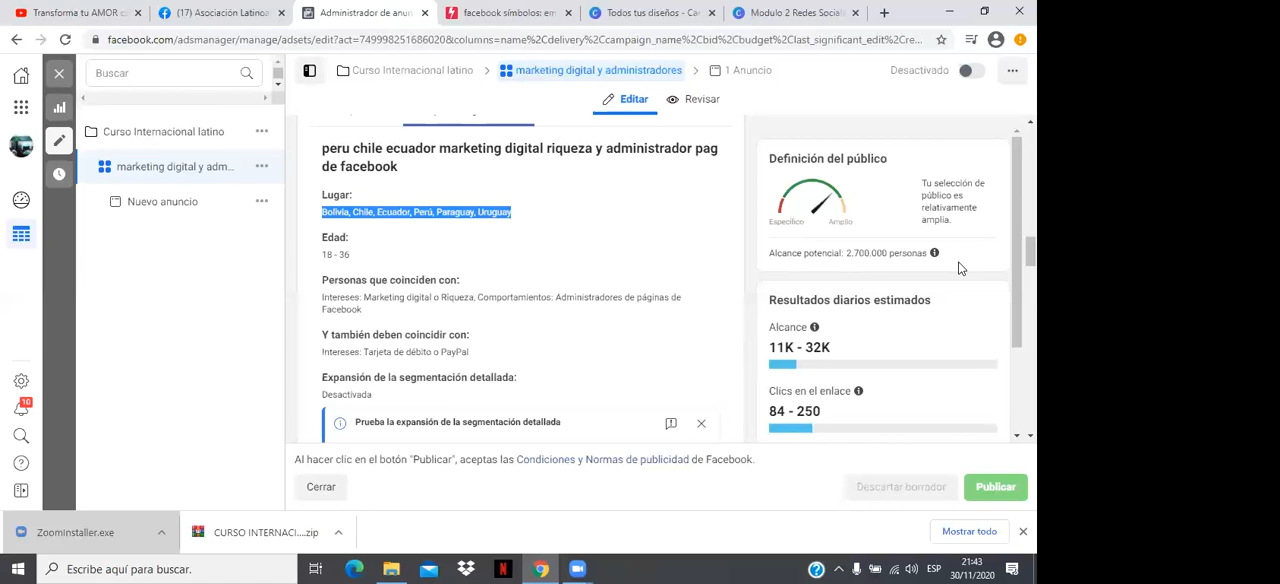 Transforma tu AMOR c
(17) Asociación Latinoa
Administrador de anun
facebook símbolos: em
Todos tus diseños - Ca
Modulo 2 Redes Social
facebook.com/adsmanager/manage/adsets/edit?act=749998251686020&columns=name%2Cdelivery%2Ccampaign_name%2Cbid%2Cbudget%2Clast_significant_edit%2Cre...
Buscar
Curso Internacional latino
marketing digital y administradores
1 Anuncio
Desactivado
Editar
Revisar
Curso Internacional latino
marketing digital y adm...
Nuevo anuncio
peru chile ecuador marketing digital riqueza y administrador pag
de facebook
Lugar:
Bolivia, Chile, Ecuador, Perú, Paraguay, Uruguay
Edad:
18 - 36
Personas que coinciden con:
Intereses: Marketing digital o Riqueza, Comportamientos: Administradores de páginas de
Facebook
Y también deben coincidir con:
Intereses: Tarjeta de débito o PayPal
Expansión de la segmentación detallada:
Desactivada
Prueba la expansión de la segmentación detallada
Definición del público
Específico
Amplio
Tu selección de
público es
relativamente
amplia.
Alcance potencial: 2.700.000 personas
Resultados diarios estimados
Alcance
11K - 32K
Clics en el enlace
84 - 250
10
Al hacer clic en el botón "Publicar", aceptas las Condiciones y Normas de publicidad de Facebook.
Cerrar
Descartar borrador
Publicar
ZoomInstaller.exe
CURSO INTERNACI....zip
Mostrar todo
Escribe aquí para buscar.
ESP
21:43
30/11/2020